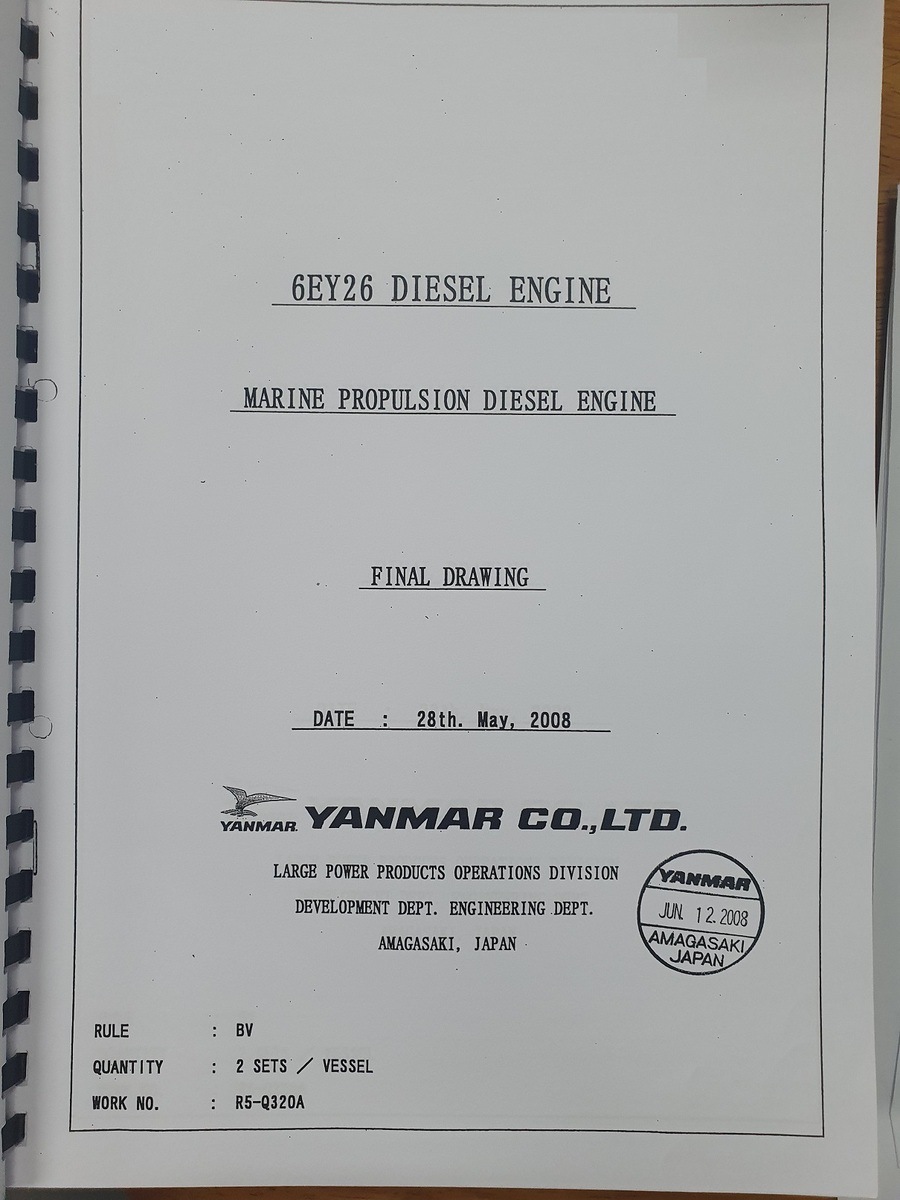 6EY26 DIESEL ENGINE
MARINE PROPULSION DIESEL ENGINE
FINAL DRAWING
DATE : 28th. May, 2008
YANMAR. YANMAR CO.,LTD.
LARGE POWER PRODUCTS OPERATIONS DIVISION
DEVELOPMENT DEPT. ENGINEERING DEPT.
AMAGASAKI, JAPAN
YANMAR
JUN. 12. 2008
AMAGASAKI
JAPAN
RULE : BV
QUANTITY : 2 SETS / VESSEL
WORK NO. : R5-Q320A